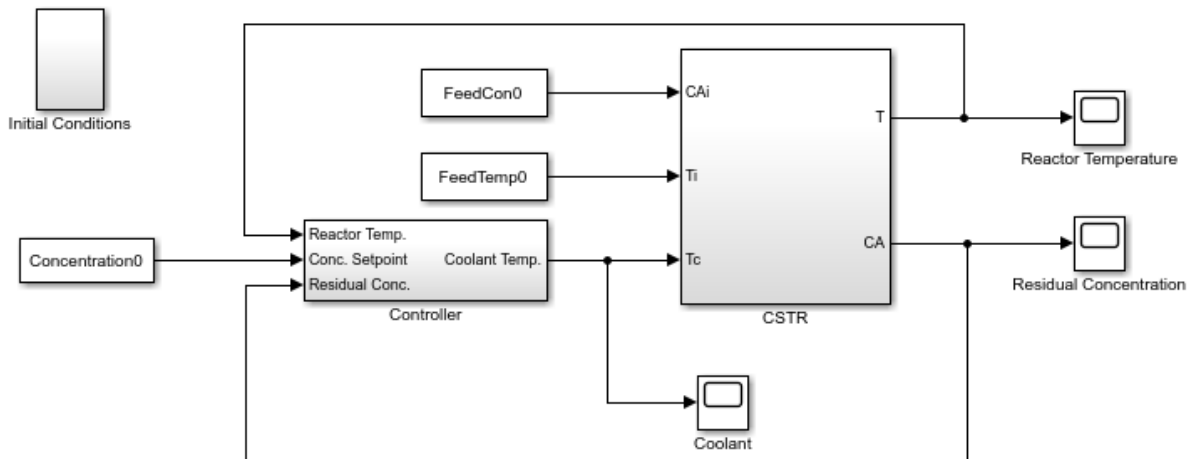 Initial Conditions
FeedCon0
CAi
T
Reactor Temperature
FeedTemp0
Ti
Reactor Temp.
Concentration0
Conc. Setpoint
Coolant Temp.
Tc
CA
Residual Conc.
Residual Concentration
Controller
CSTR
Coolant